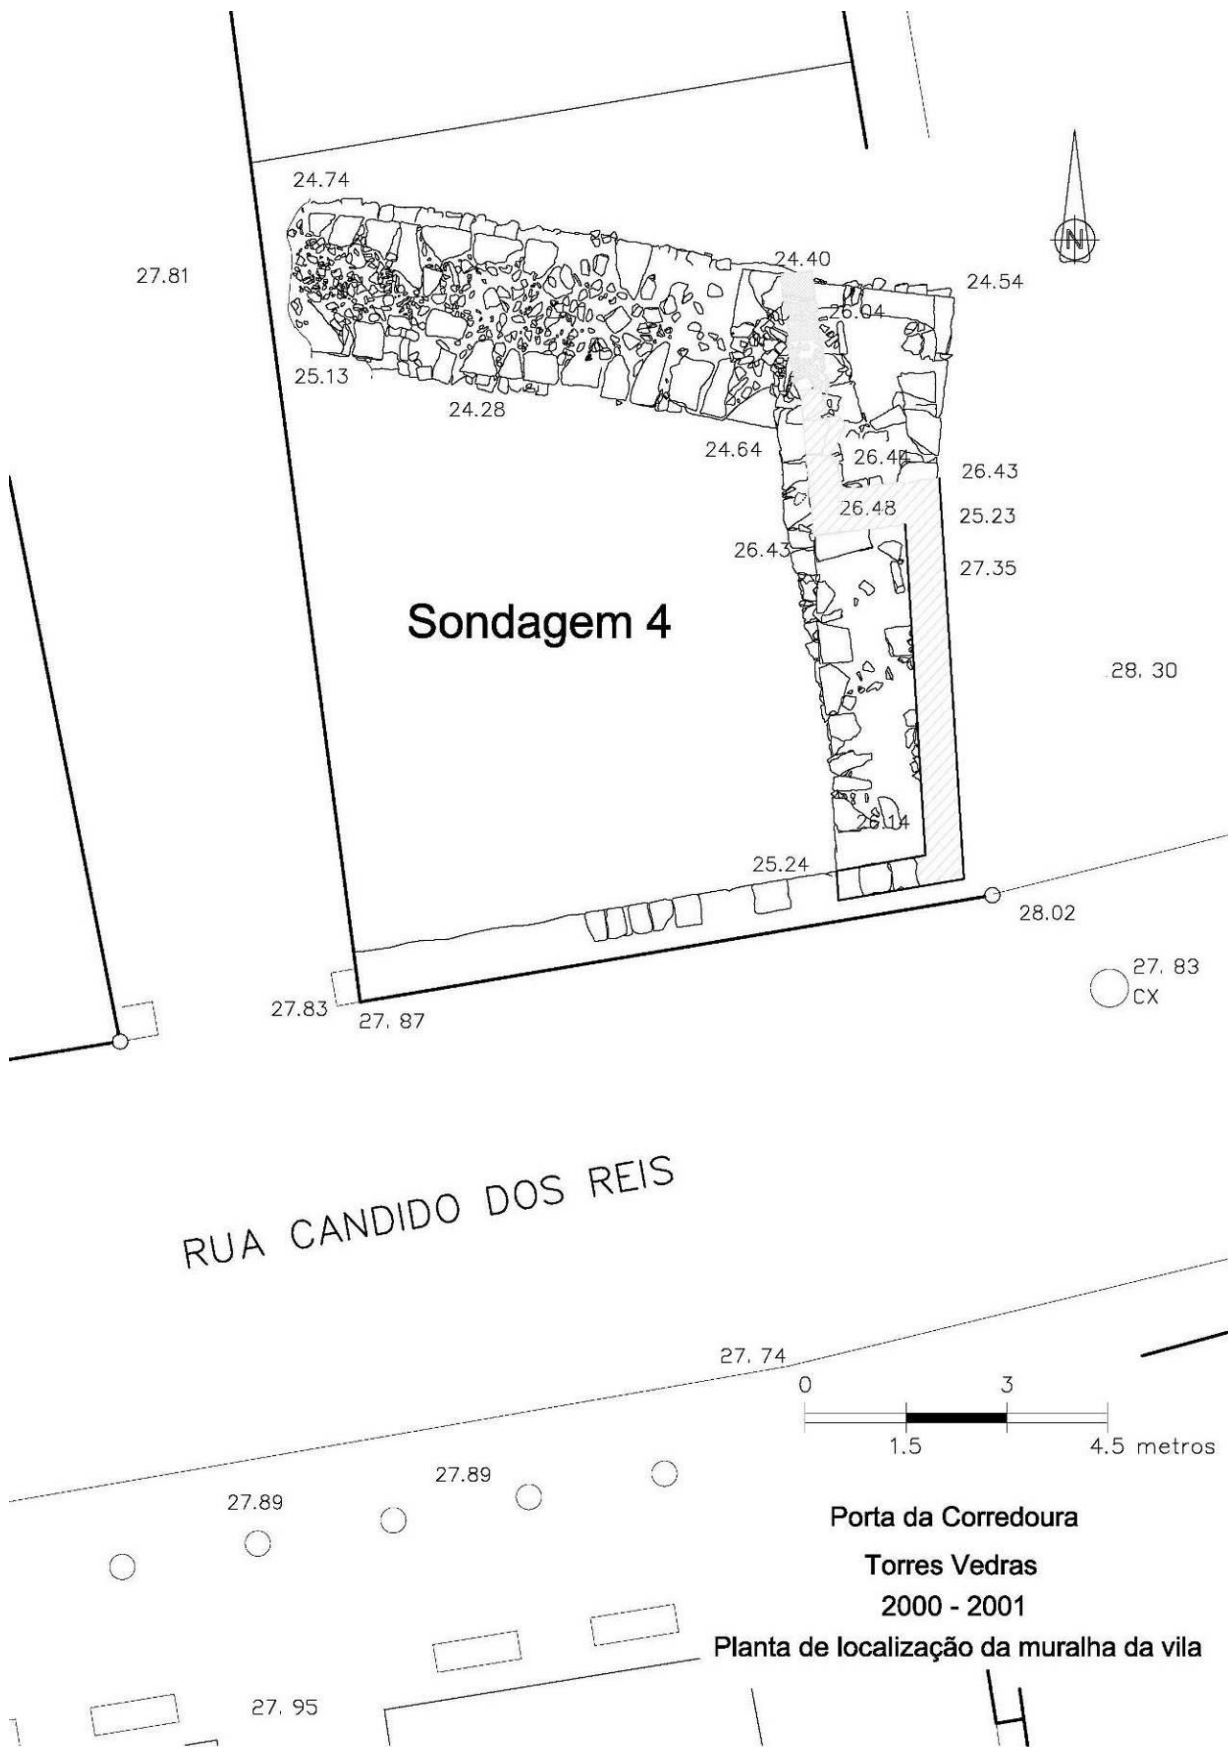 24.74
N
24.40
27.81
24.54
26.04
25.13
24.28
24.64
26.44
26.43
26.48
25.23
26.43
27.35
Sondagem 4
28.30
26.14
25.24
28.02
27.83
CX
27.83
27.87
RUA CANDIDO DOS REIS
27.74
0 3
1.5 4.5 metros
27.89
27.89
Porta da Corredoura
Torres Vedras
2000 - 2001
Planta de localização da muralha da vila
27.95